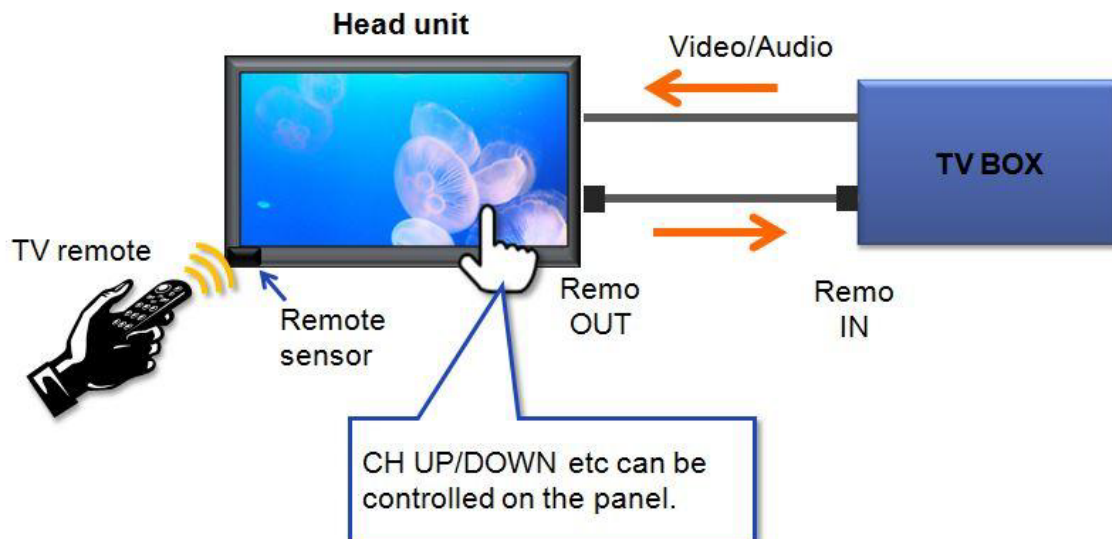 Head unit
Video/Audio
TV BOX
TV remote
Remote
sensor
Remo
OUT
Remo
IN
CH UP/DOWN etc can be
controlled on the panel.